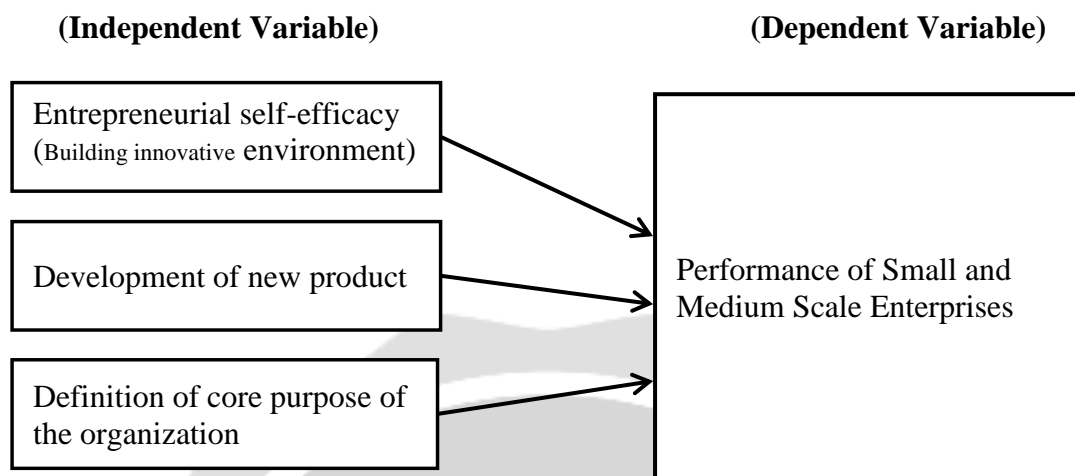 (Independent Variable)
(Dependent Variable)
Entrepreneurial self-efficacy
(Building innovative environment)
Development of new product
Definition of core purpose of
the organization
Performance of Small and
Medium Scale Enterprises